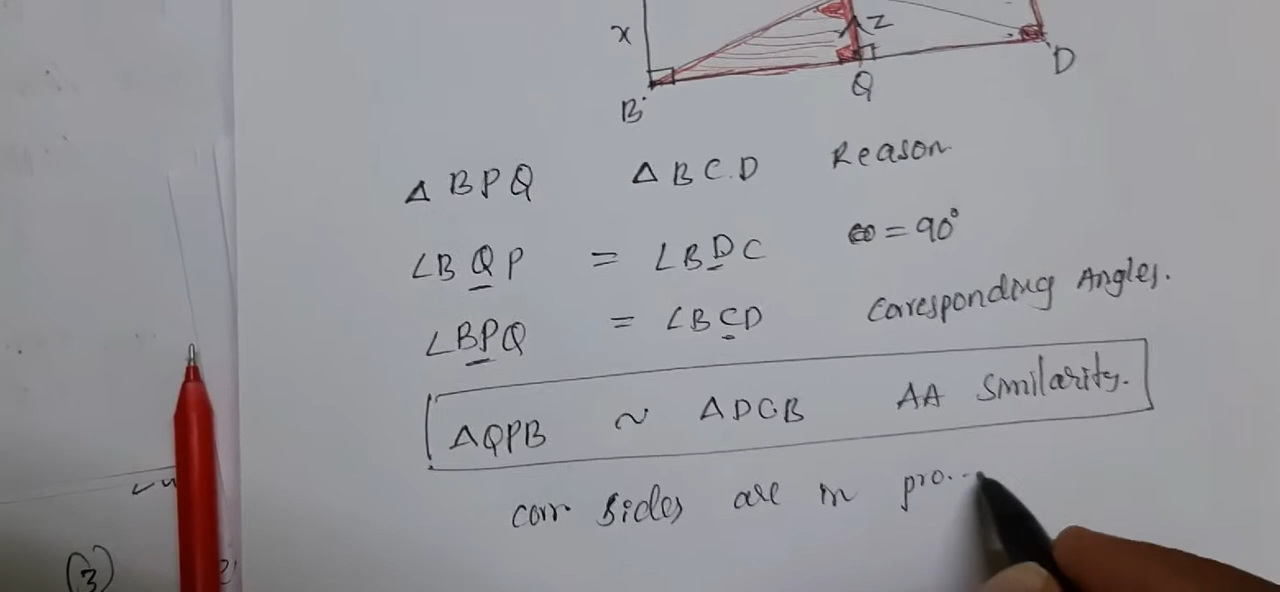 x
Z
B
Q
D
Δ BPQ Δ BCD Reason
∠BQP = ∠BDC = 90°
∠BPQ = ∠BCD Corresponding Angles.
ΔQPB ~ ΔDCB AA Similarity.
corr. sides are in pro...
(3)